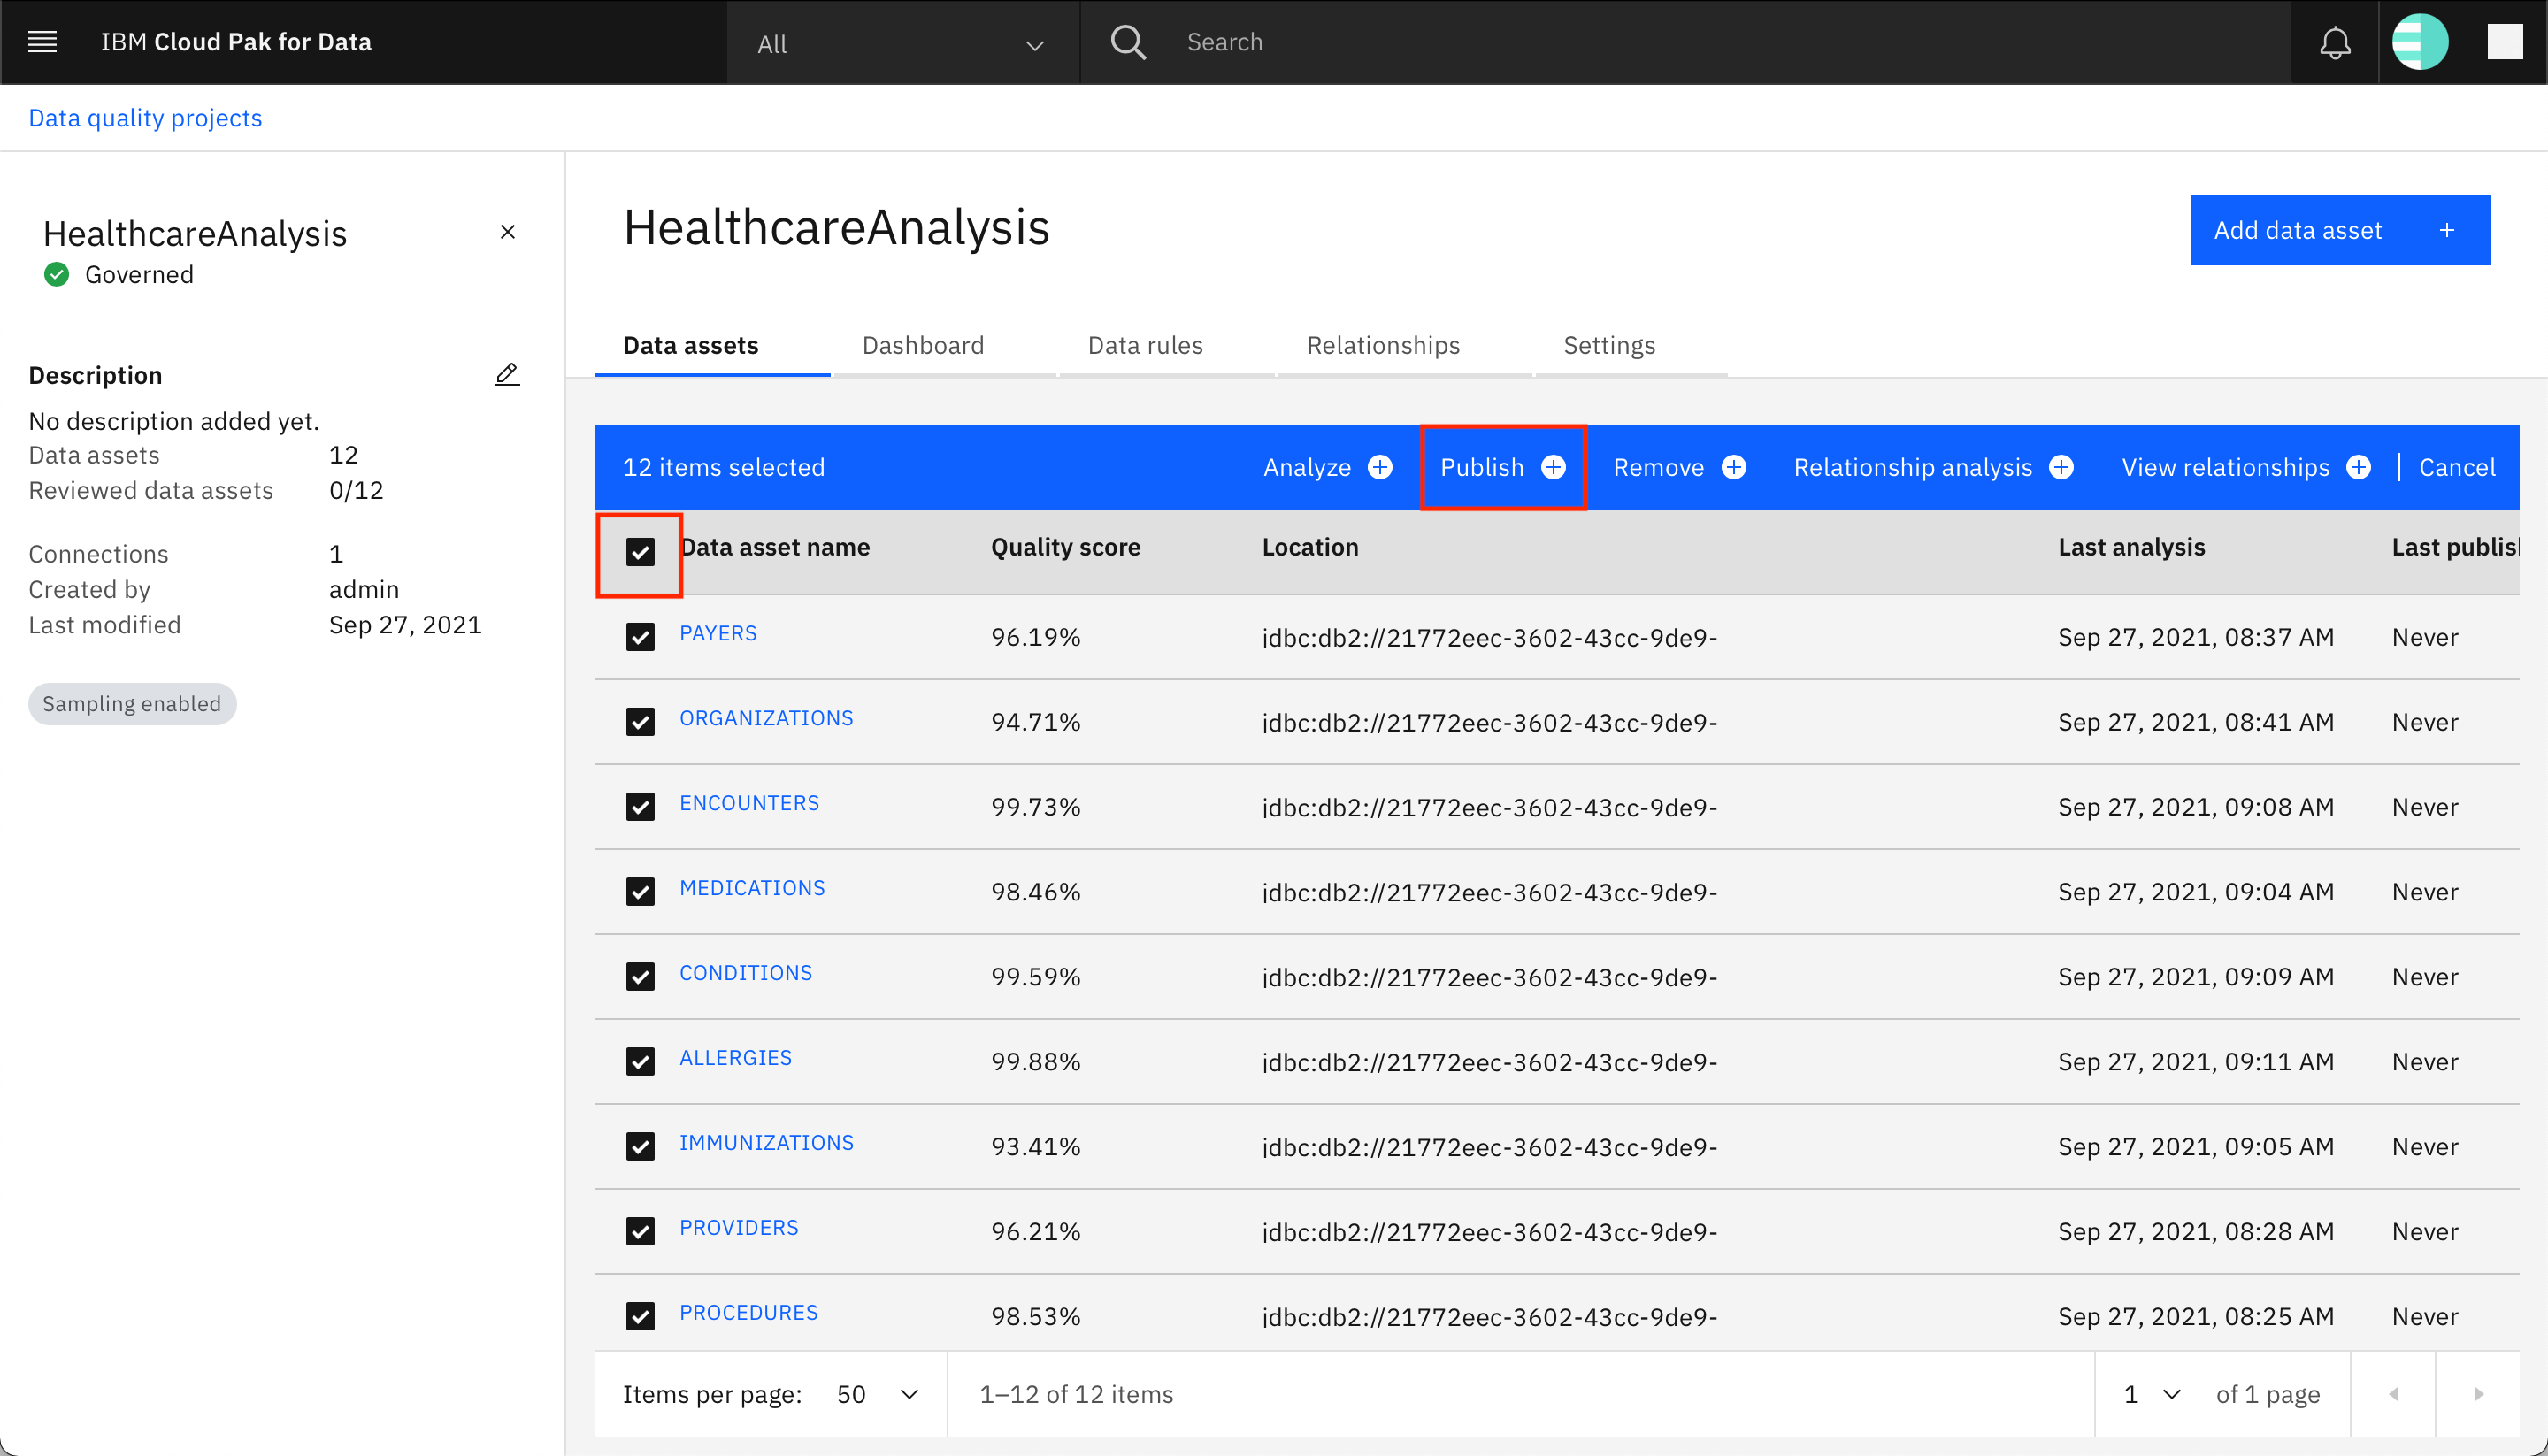 IBM Cloud Pak for Data
All
Search
Data quality projects
HealthcareAnalysis
Governed
Description
No description added yet.
Data assets 12
Reviewed data assets 0/12
Connections 1
Created by admin
Last modified Sep 27, 2021
Sampling enabled
HealthcareAnalysis
Add data asset +
Data assets Dashboard Data rules Relationships Settings
12 items selected Analyze Publish Remove Relationship analysis View relationships Cancel
Data asset name Quality score Location Last analysis Last publish
PAYERS 96.19% jdbc:db2://21772eec-3602-43cc-9de9- Sep 27, 2021, 08:37 AM Never
ORGANIZATIONS 94.71% jdbc:db2://21772eec-3602-43cc-9de9- Sep 27, 2021, 08:41 AM Never
ENCOUNTERS 99.73% jdbc:db2://21772eec-3602-43cc-9de9- Sep 27, 2021, 09:08 AM Never
MEDICATIONS 98.46% jdbc:db2://21772eec-3602-43cc-9de9- Sep 27, 2021, 09:04 AM Never
CONDITIONS 99.59% jdbc:db2://21772eec-3602-43cc-9de9- Sep 27, 2021, 09:09 AM Never
ALLERGIES 99.88% jdbc:db2://21772eec-3602-43cc-9de9- Sep 27, 2021, 09:11 AM Never
IMMUNIZATIONS 93.41% jdbc:db2://21772eec-3602-43cc-9de9- Sep 27, 2021, 09:05 AM Never
PROVIDERS 96.21% jdbc:db2://21772eec-3602-43cc-9de9- Sep 27, 2021, 08:28 AM Never
PROCEDURES 98.53% jdbc:db2://21772eec-3602-43cc-9de9- Sep 27, 2021, 08:25 AM Never
Items per page: 50 1–12 of 12 items 1 of 1 page